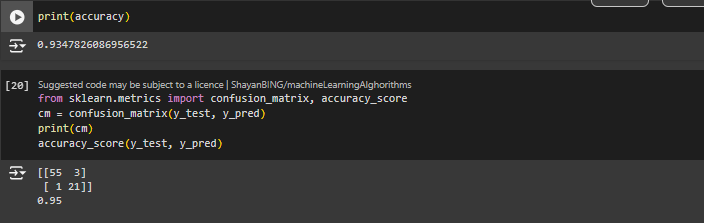 print(accuracy)
0.9347826086956522
[20] Suggested code may be subject to a licence | ShayanBING/machineLearningAlghorithms
from sklearn.metrics import confusion_matrix, accuracy_score
cm = confusion_matrix(y_test, y_pred)
print(cm)
accuracy_score(y_test, y_pred)
[[55  3]
 [ 1 21]]
0.95